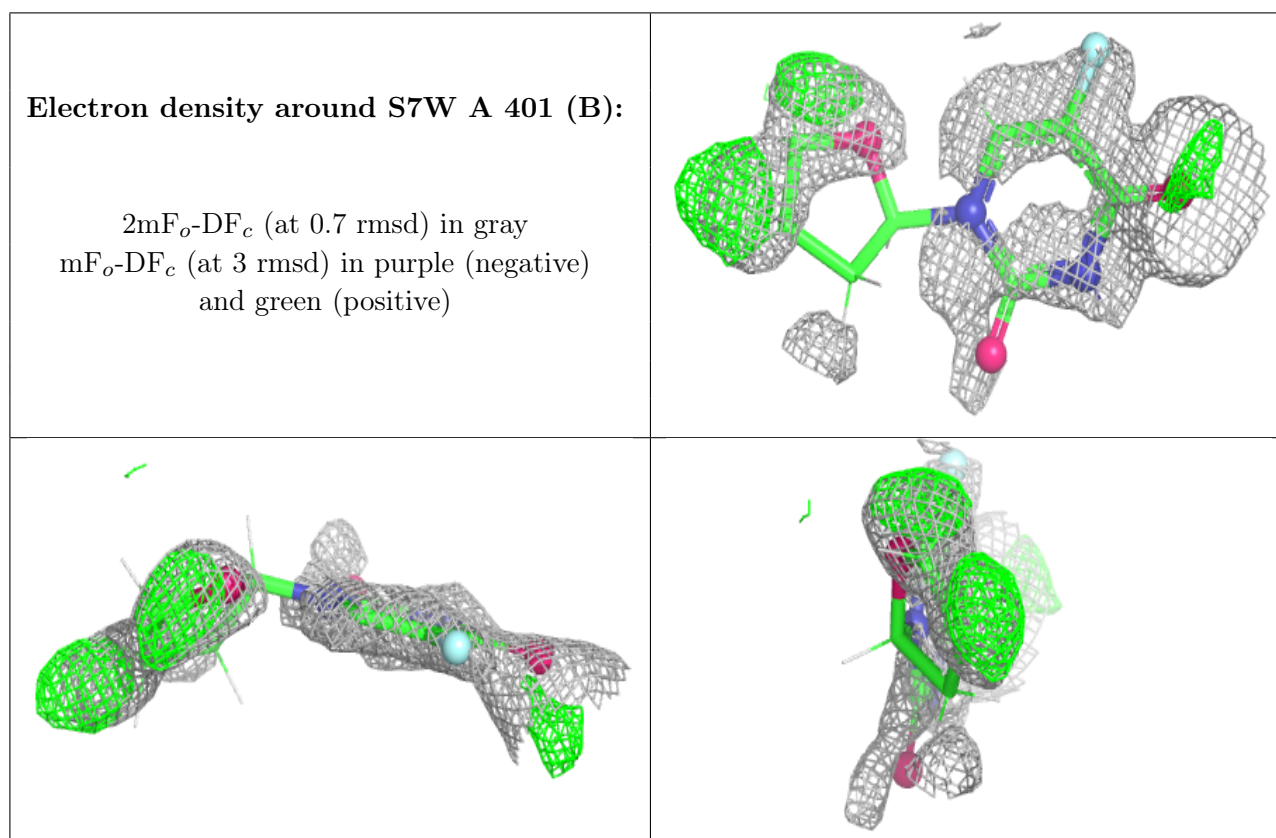 Electron density around S7W A 401 (B):
2mFₒ-DF𝒸 (at 0.7 rmsd) in gray
mFₒ-DF𝒸 (at 3 rmsd) in purple (negative)
and green (positive)